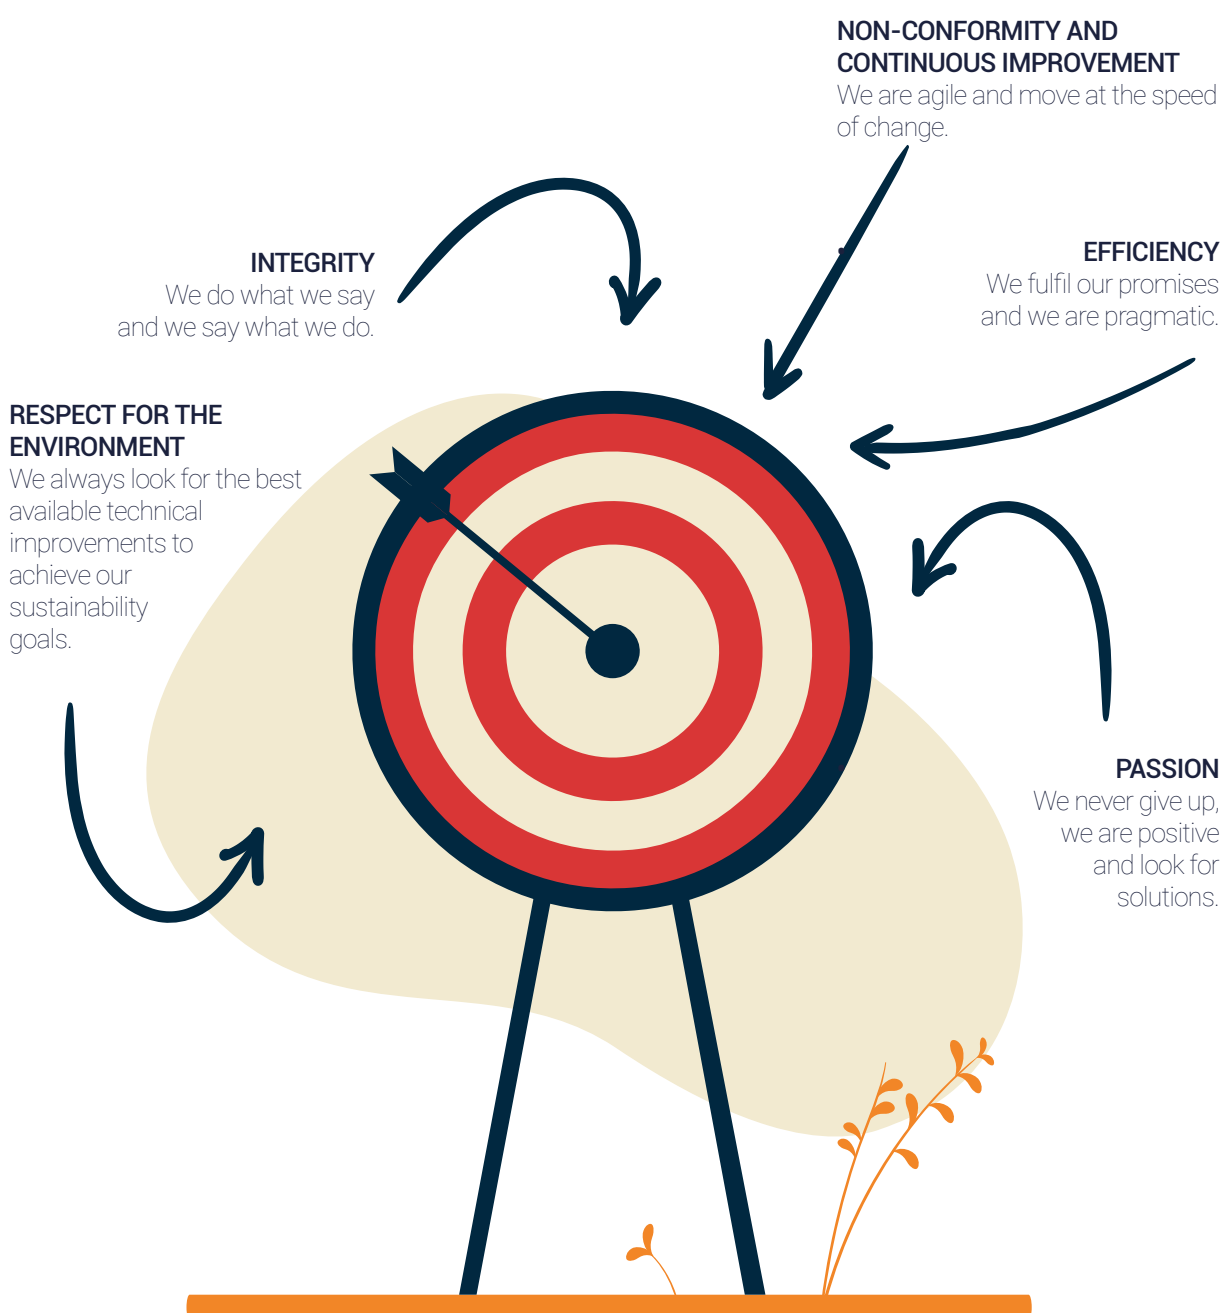 NON-CONFORMITY AND
CONTINUOUS IMPROVEMENT
We are agile and move at the speed
of change.
INTEGRITY
We do what we say
and we say what we do.
EFFICIENCY
We fulfil our promises
and we are pragmatic.
RESPECT FOR THE
ENVIRONMENT
We always look for the best
available technical
improvements to
achieve our
sustainability
goals.
PASSION
We never give up,
we are positive
and look for
solutions.